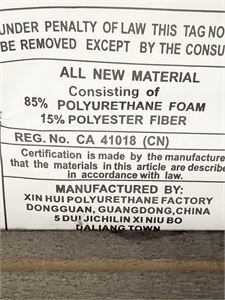 UNDER PENALTY OF LAW THIS TAG NO
BE REMOVED EXCEPT BY THE CONSU
ALL NEW MATERIAL
Consisting of
85% POLYURETHANE FOAM
15% POLYESTER FIBER
REG. No. CA 41018 (CN)
Certification is made by the manufacture
that the materials in this article are describe
in accordance with law.
MANUFACTURED BY:
XIN HUI POLYURETHANE FACTORY
DONGGUAN, GUANGDONG,CHINA
5 DUI JICHILIN XI NIU BO
DALIANG TOWN